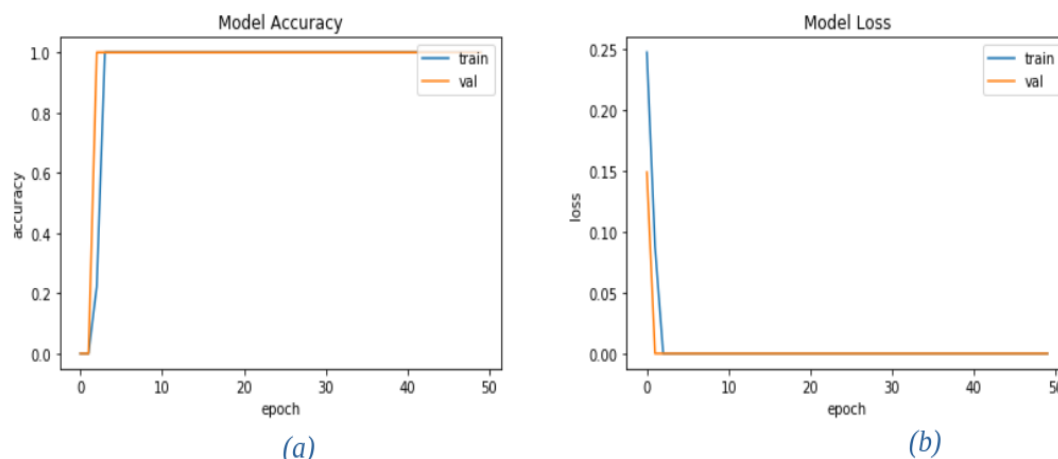 Model Accuracy
1.0
0.8
0.6
0.4
0.2
0.0
accuracy
0 10 20 30 40 50
epoch
train
val
(a)
Model Loss
0.25
0.20
0.15
0.10
0.05
0.00
loss
0 10 20 30 40 50
epoch
train
val
(b)